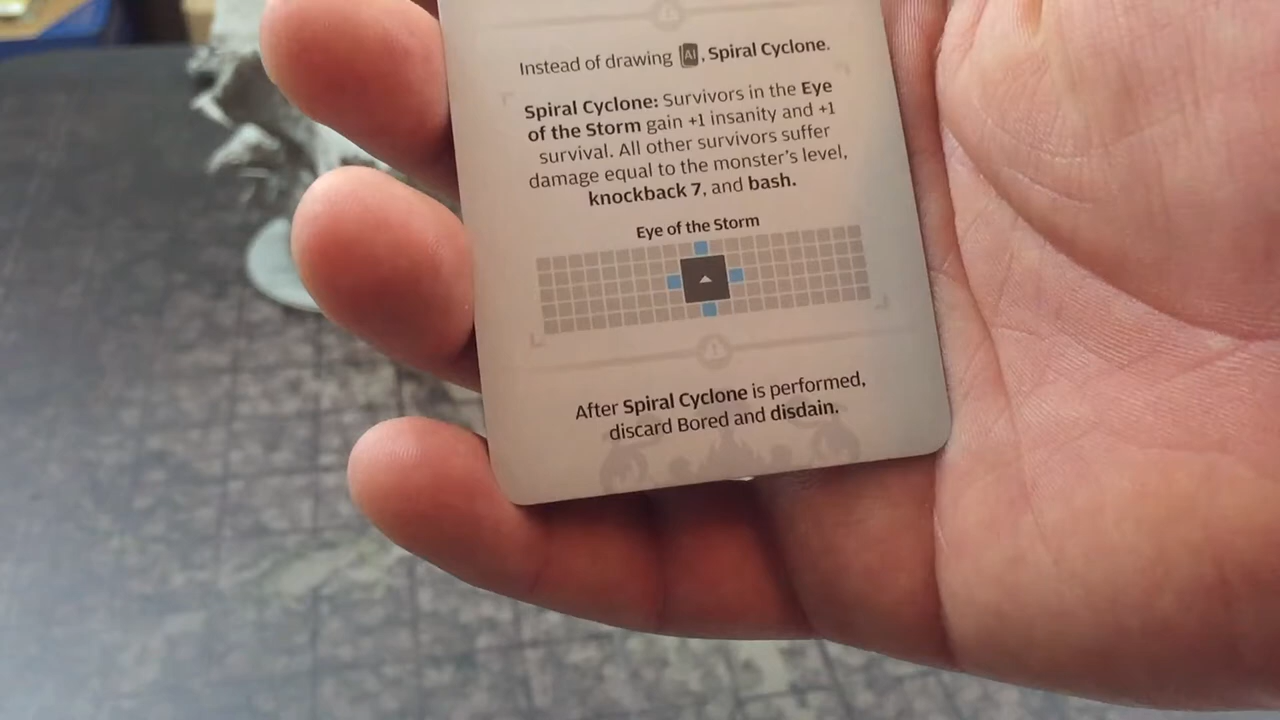 Instead of drawing AI, Spiral Cyclone.
Spiral Cyclone: Survivors in the Eye
of the Storm gain +1 insanity and +1
survival. All other survivors suffer
damage equal to the monster's level,
knockback 7, and bash.
Eye of the Storm
After Spiral Cyclone is performed,
discard Bored and disdain.